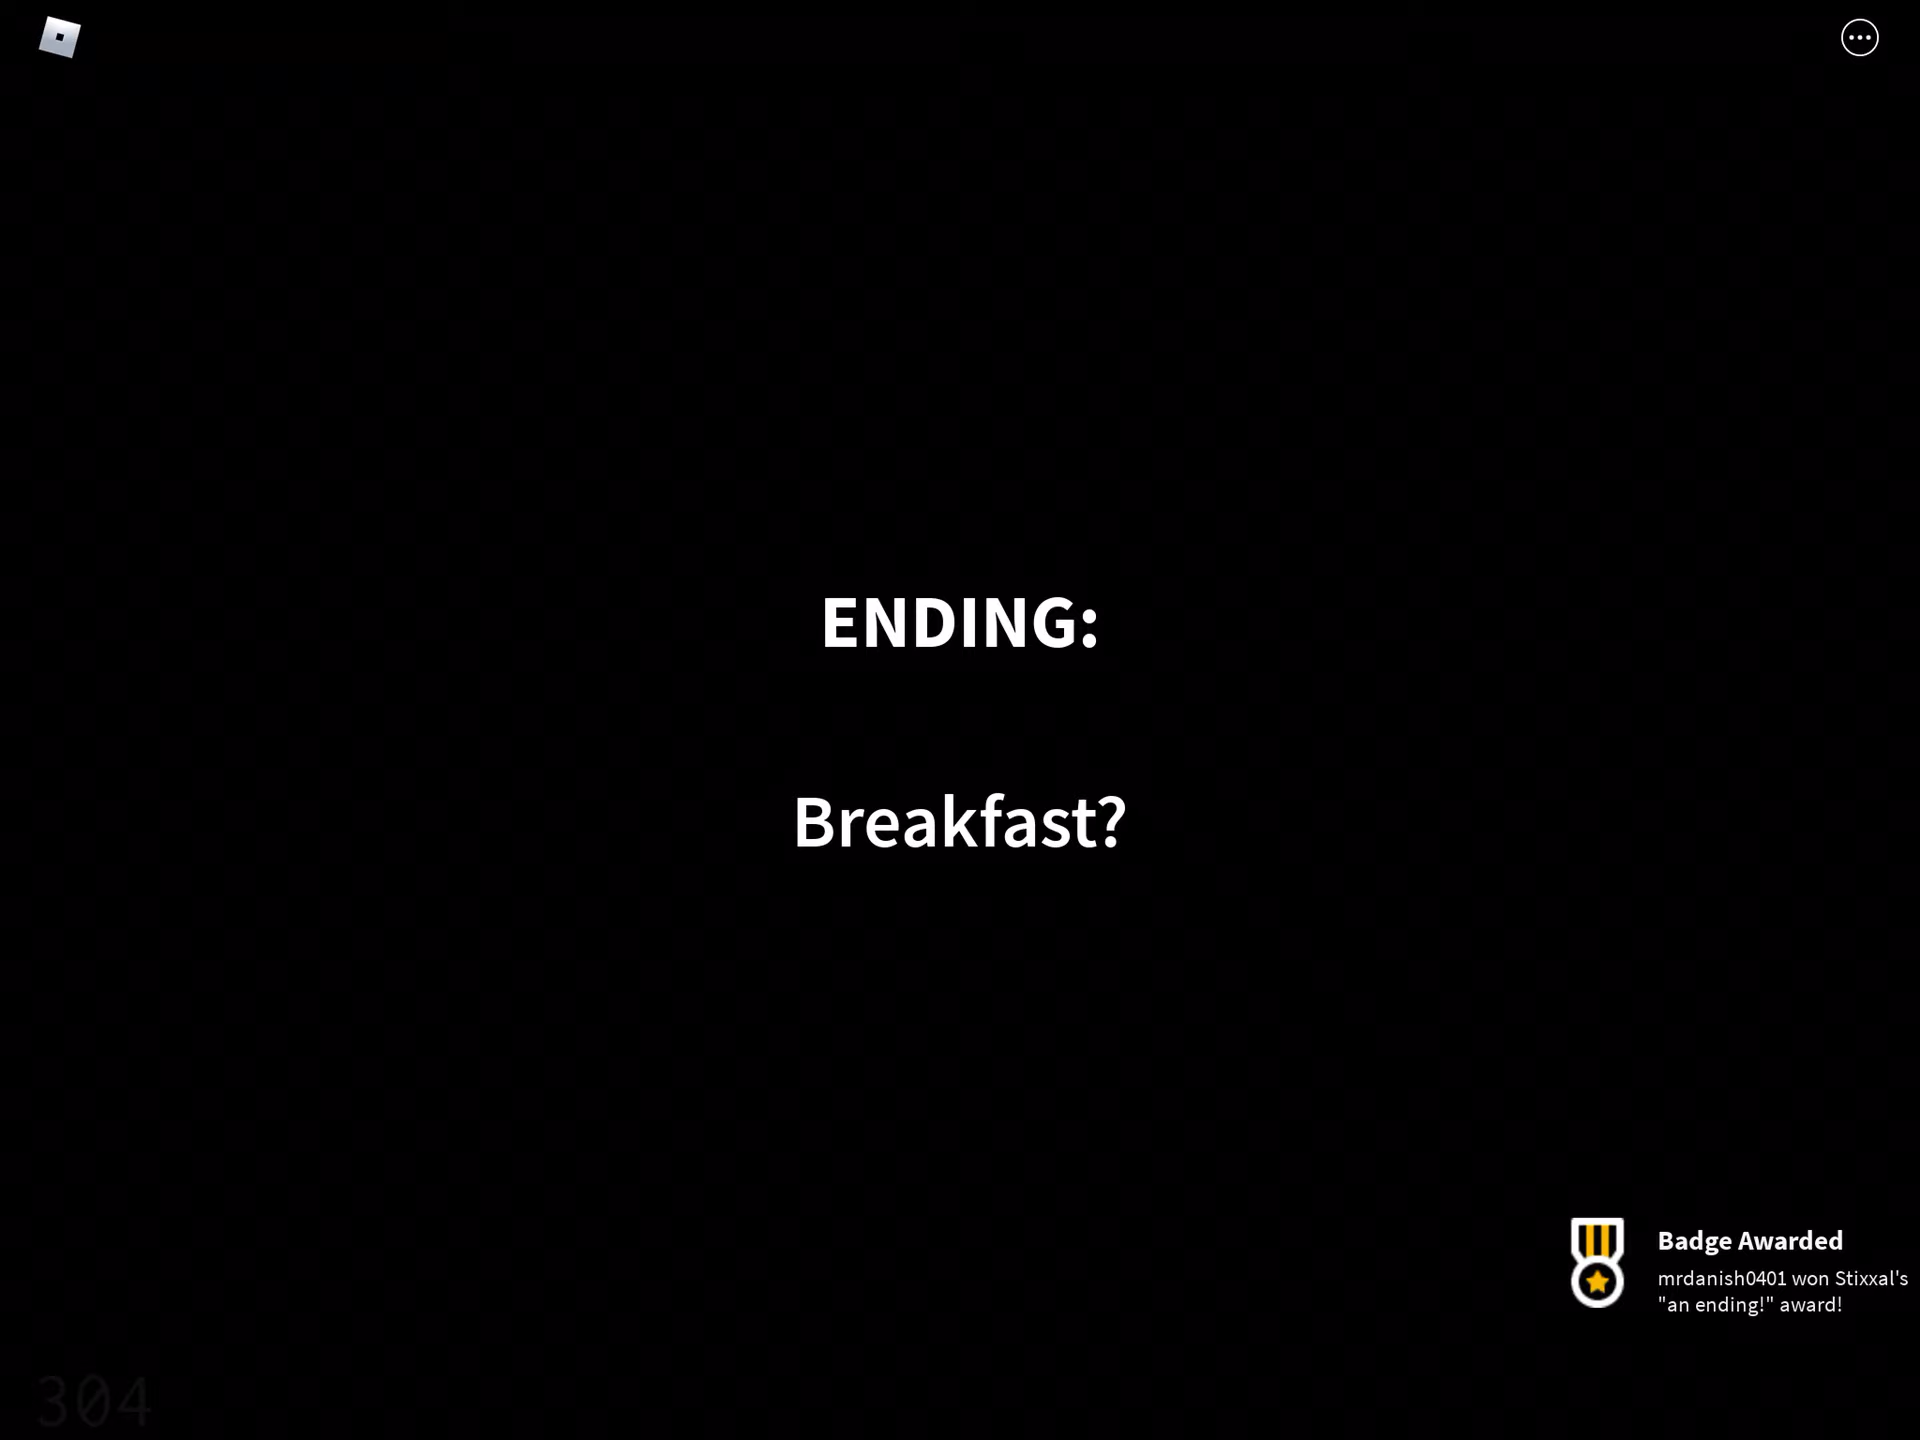 ENDING:
Breakfast?
Badge Awarded
mrdanish0401 won Stixxal's
"an ending!" award!
304